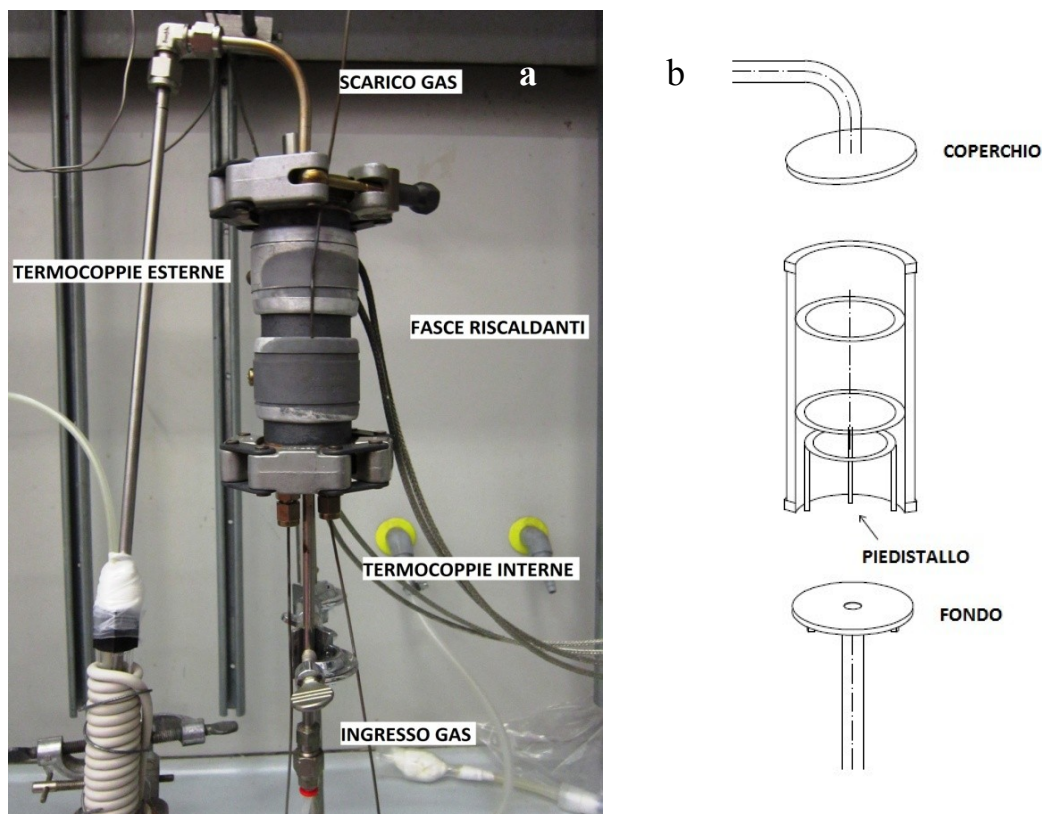 a
SCARICO GAS
TERMOCOPPIE ESTERNE
FASCE RISCALDANTI
TERMOCOPPIE INTERNE
INGRESSO GAS
b
COPERCHIO
PIEDISTALLO
FONDO